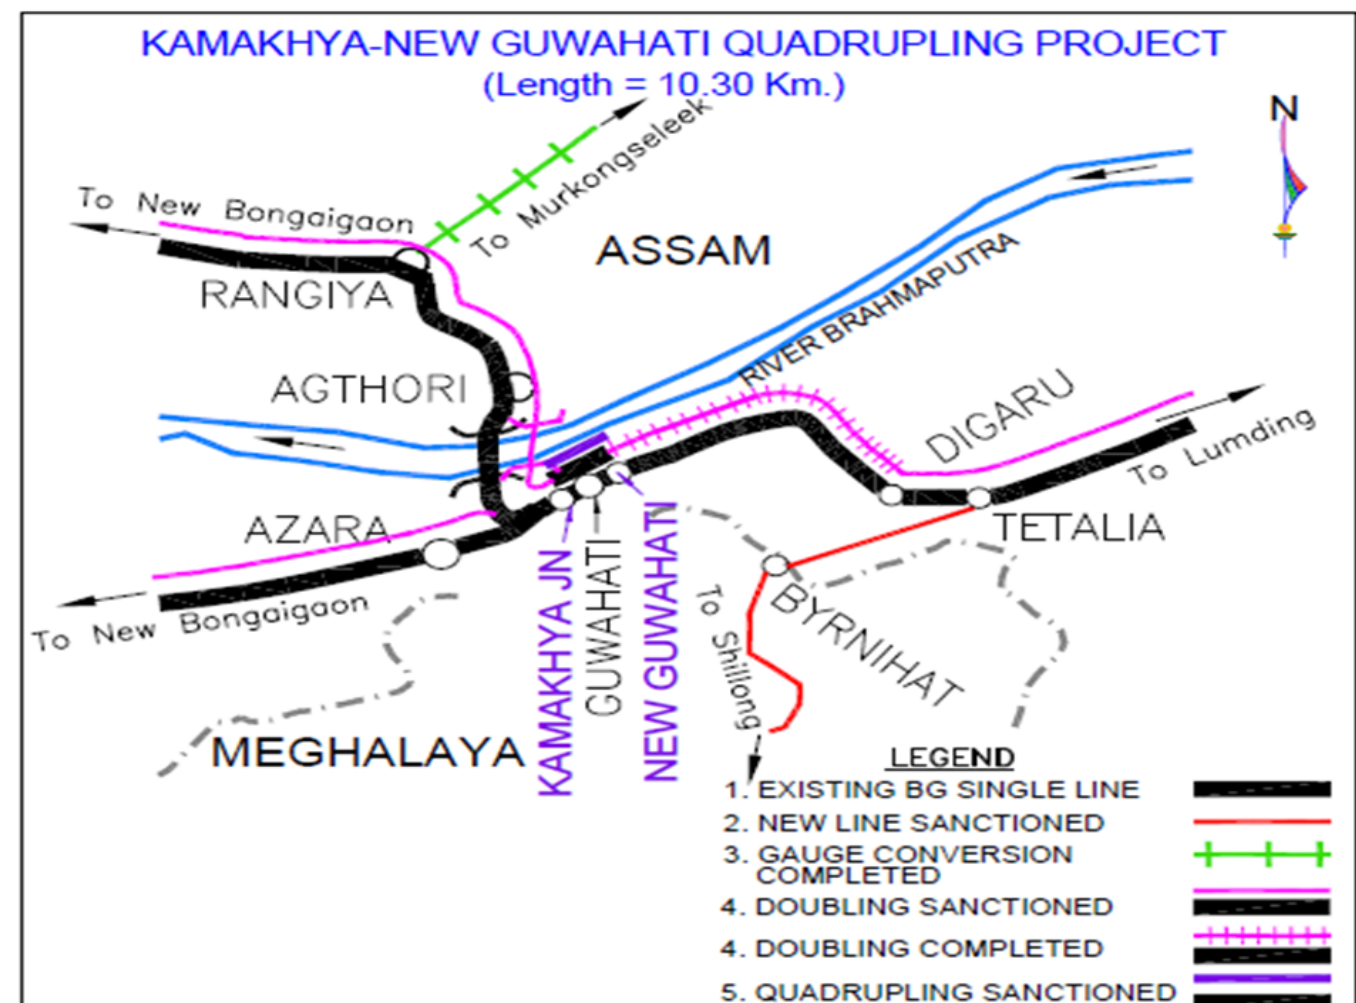 KAMAKHYA-NEW GUWAHATI QUADRUPLING PROJECT
(Length = 10.30 Km.)
N
To Murkongseleek
To New Bongaigaon
ASSAM
RANGIYA
RIVER BRAHMAPUTRA
AGTHORI
DIGARU
To Lumding
AZARA
TETALIA
To New Bongaigaon
KAMAKHYA JN
GUWAHATI
NEW GUWAHATI
To Shillong
BYRNIHAT
MEGHALAYA
LEGEND
1. EXISTING BG SINGLE LINE
2. NEW LINE SANCTIONED
3. GAUGE CONVERSION
COMPLETED
4. DOUBLING SANCTIONED
4. DOUBLING COMPLETED
5. QUADRUPLING SANCTIONED